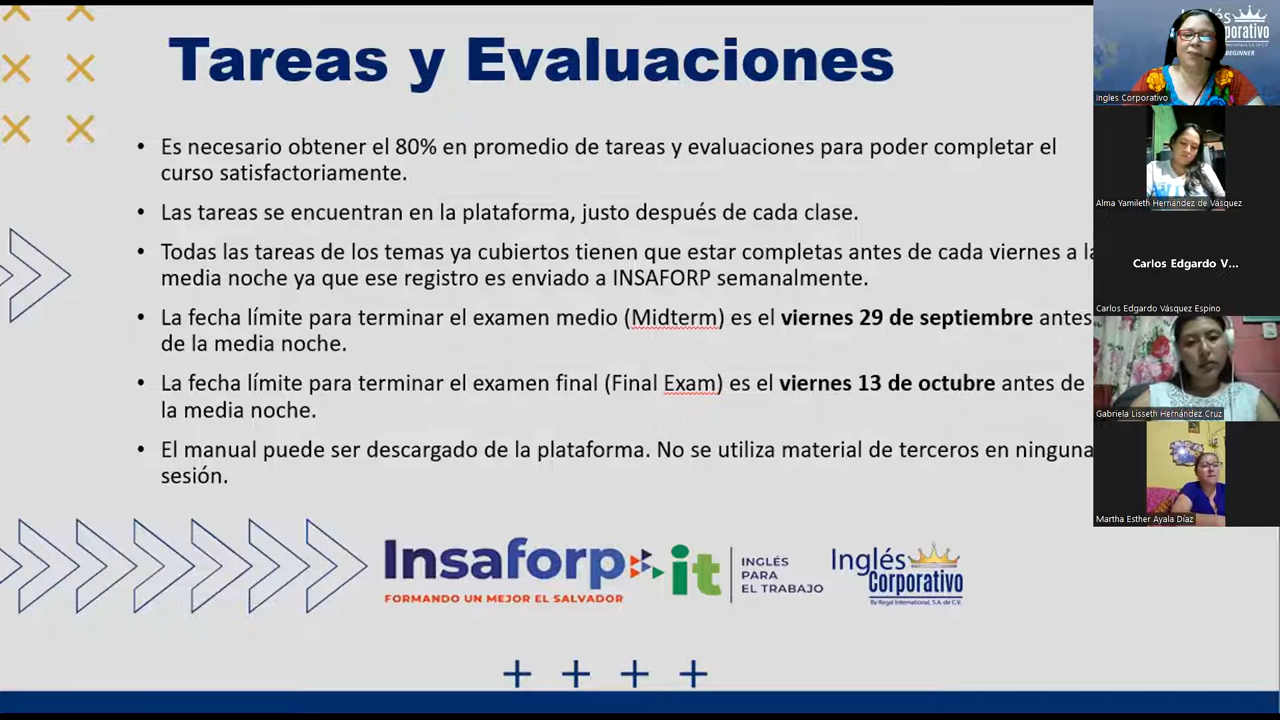 Tareas y Evaluaciones
• Es necesario obtener el 80% en promedio de tareas y evaluaciones para poder completar el
curso satisfactoriamente.
• Las tareas se encuentran en la plataforma, justo después de cada clase.
• Todas las tareas de los temas ya cubiertos tienen que estar completas antes de cada viernes a la
media noche ya que ese registro es enviado a INSAFORP semanalmente.
• La fecha límite para terminar el examen medio (Midterm) es el viernes 29 de septiembre antes
de la media noche.
• La fecha límite para terminar el examen final (Final Exam) es el viernes 13 de octubre antes de
la media noche.
• El manual puede ser descargado de la plataforma. No se utiliza material de terceros en ninguna
sesión.
Insaforp
FORMANDO UN MEJOR EL SALVADOR
it
INGLÉS
PARA
EL TRABAJO
Inglés
Corporativo
By Regal International, S.A. de C.V.
BEGINNER
Ingles Corporativo
Alma Yamileth Hernández de Vásquez
Carlos Edgardo V...
Carlos Edgardo Vásquez Espino
Gabriela Lisseth Hernández Cruz
Martha Esther Ayala Díaz